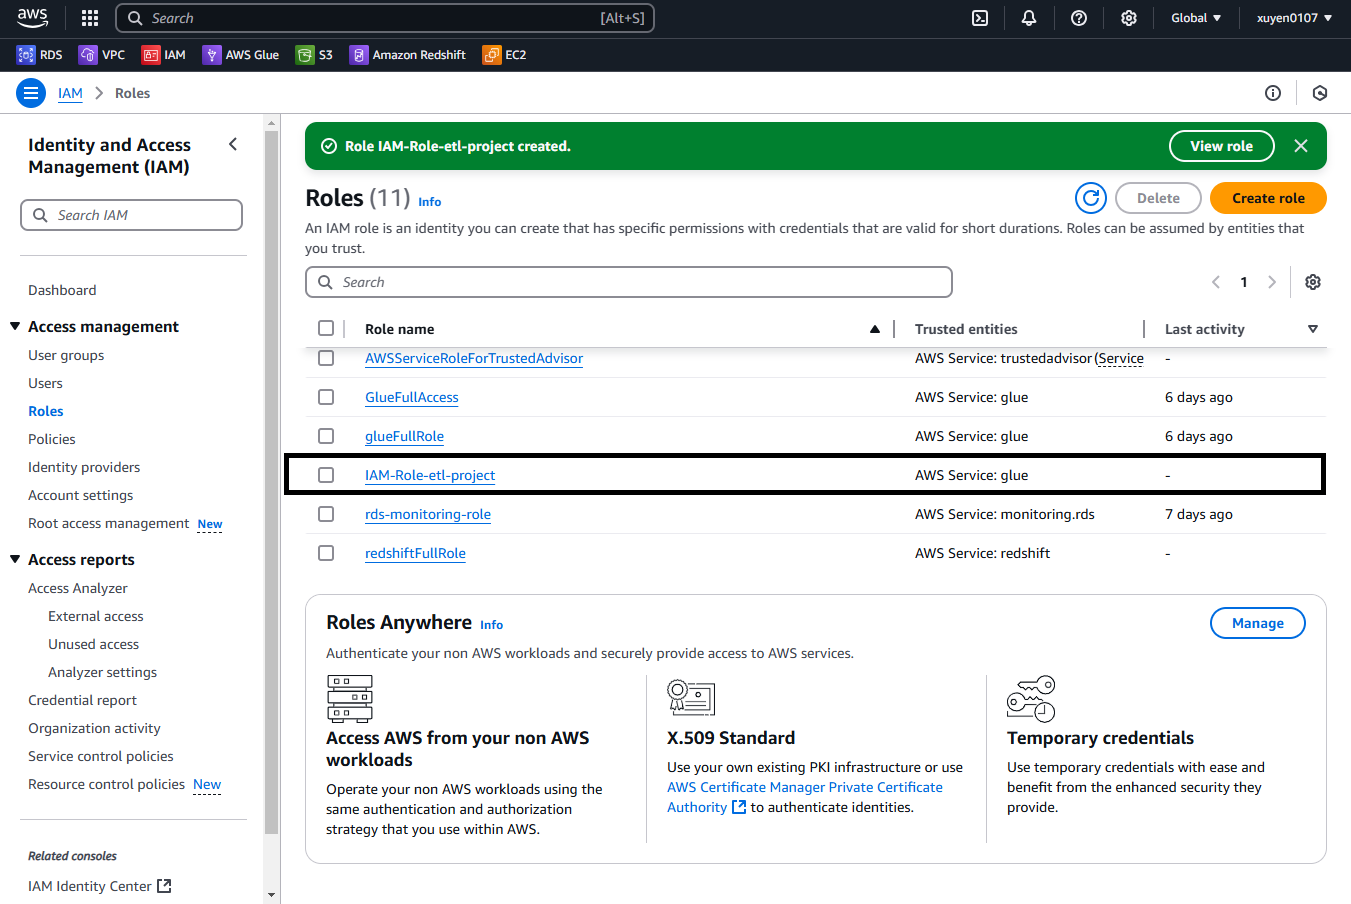 aws
Search [Alt+S]
Global ▼
xuyen0107 ▼
RDS VPC IAM AWS Glue S3 Amazon Redshift EC2
IAM > Roles
Identity and Access
Management (IAM)
Search IAM
Dashboard
Access management
User groups
Users
Roles
Policies
Identity providers
Account settings
Root access management New
Access reports
Access Analyzer
External access
Unused access
Analyzer settings
Credential report
Organization activity
Service control policies
Resource control policies New
Related consoles
IAM Identity Center
Role IAM-Role-etl-project created.
View role
Roles (11) Info
Delete
Create role
An IAM role is an identity you can create that has specific permissions with credentials that are valid for short durations. Roles can be assumed by entities that
you trust.
Search
1
Role name Trusted entities Last activity
AWSServiceRoleForTrustedAdvisor AWS Service: trustedadvisor (Service -
GlueFullAccess AWS Service: glue 6 days ago
glueFullRole AWS Service: glue 6 days ago
IAM-Role-etl-project AWS Service: glue -
rds-monitoring-role AWS Service: monitoring.rds 7 days ago
redshiftFullRole AWS Service: redshift -
Roles Anywhere Info
Manage
Authenticate your non AWS workloads and securely provide access to AWS services.
Access AWS from your non AWS
workloads
Operate your non AWS workloads using the
same authentication and authorization
strategy that you use within AWS.
X.509 Standard
Use your own existing PKI infrastructure or use
AWS Certificate Manager Private Certificate
Authority to authenticate identities.
Temporary credentials
Use temporary credentials with ease and
benefit from the enhanced security they
provide.